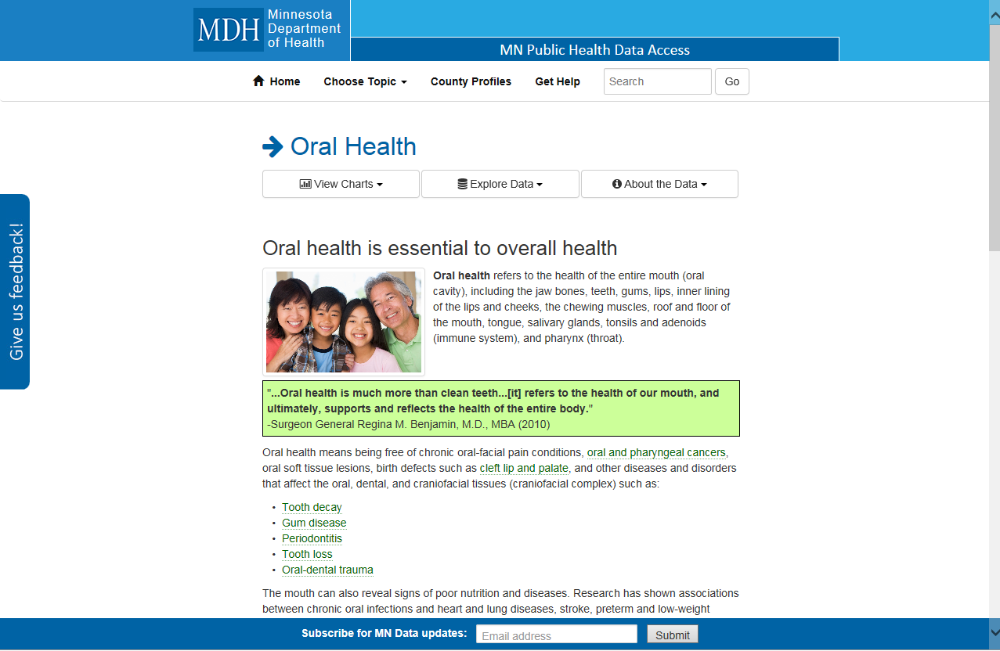 MDH
Minnesota
Department
of Health
MN Public Health Data Access
Home Choose Topic County Profiles Get Help Search Go
Oral Health
View Charts Explore Data About the Data
Give us feedback!
Oral health is essential to overall health
Oral health refers to the health of the entire mouth (oral
cavity), including the jaw bones, teeth, gums, lips, inner lining
of the lips and cheeks, the chewing muscles, roof and floor of
the mouth, tongue, salivary glands, tonsils and adenoids
(immune system), and pharynx (throat).
"...Oral health is much more than clean teeth...[it] refers to the health of our mouth, and
ultimately, supports and reflects the health of the entire body."
-Surgeon General Regina M. Benjamin, M.D., MBA (2010)
Oral health means being free of chronic oral-facial pain conditions, oral and pharyngeal cancers,
oral soft tissue lesions, birth defects such as cleft lip and palate, and other diseases and disorders
that affect the oral, dental, and craniofacial tissues (craniofacial complex) such as:
• Tooth decay
• Gum disease
• Periodontitis
• Tooth loss
• Oral-dental trauma
The mouth can also reveal signs of poor nutrition and diseases. Research has shown associations
between chronic oral infections and heart and lung diseases, stroke, preterm and low-weight
Subscribe for MN Data updates: Email address Submit